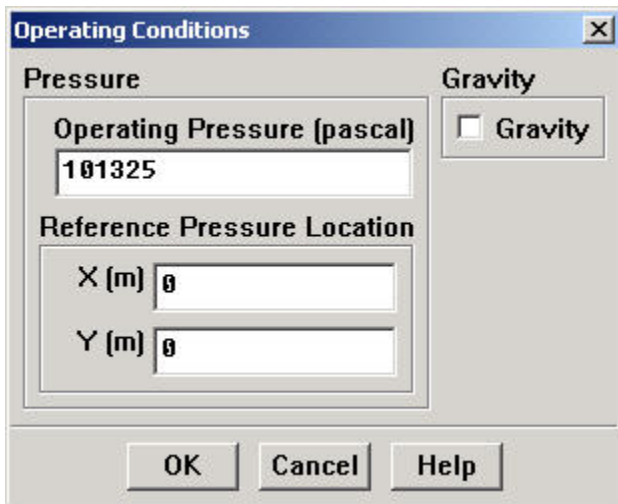 Operating Conditions
Pressure
Gravity
Operating Pressure (pascal)
Gravity
101325
Reference Pressure Location
X (m) 0
Y (m) 0
OK Cancel Help